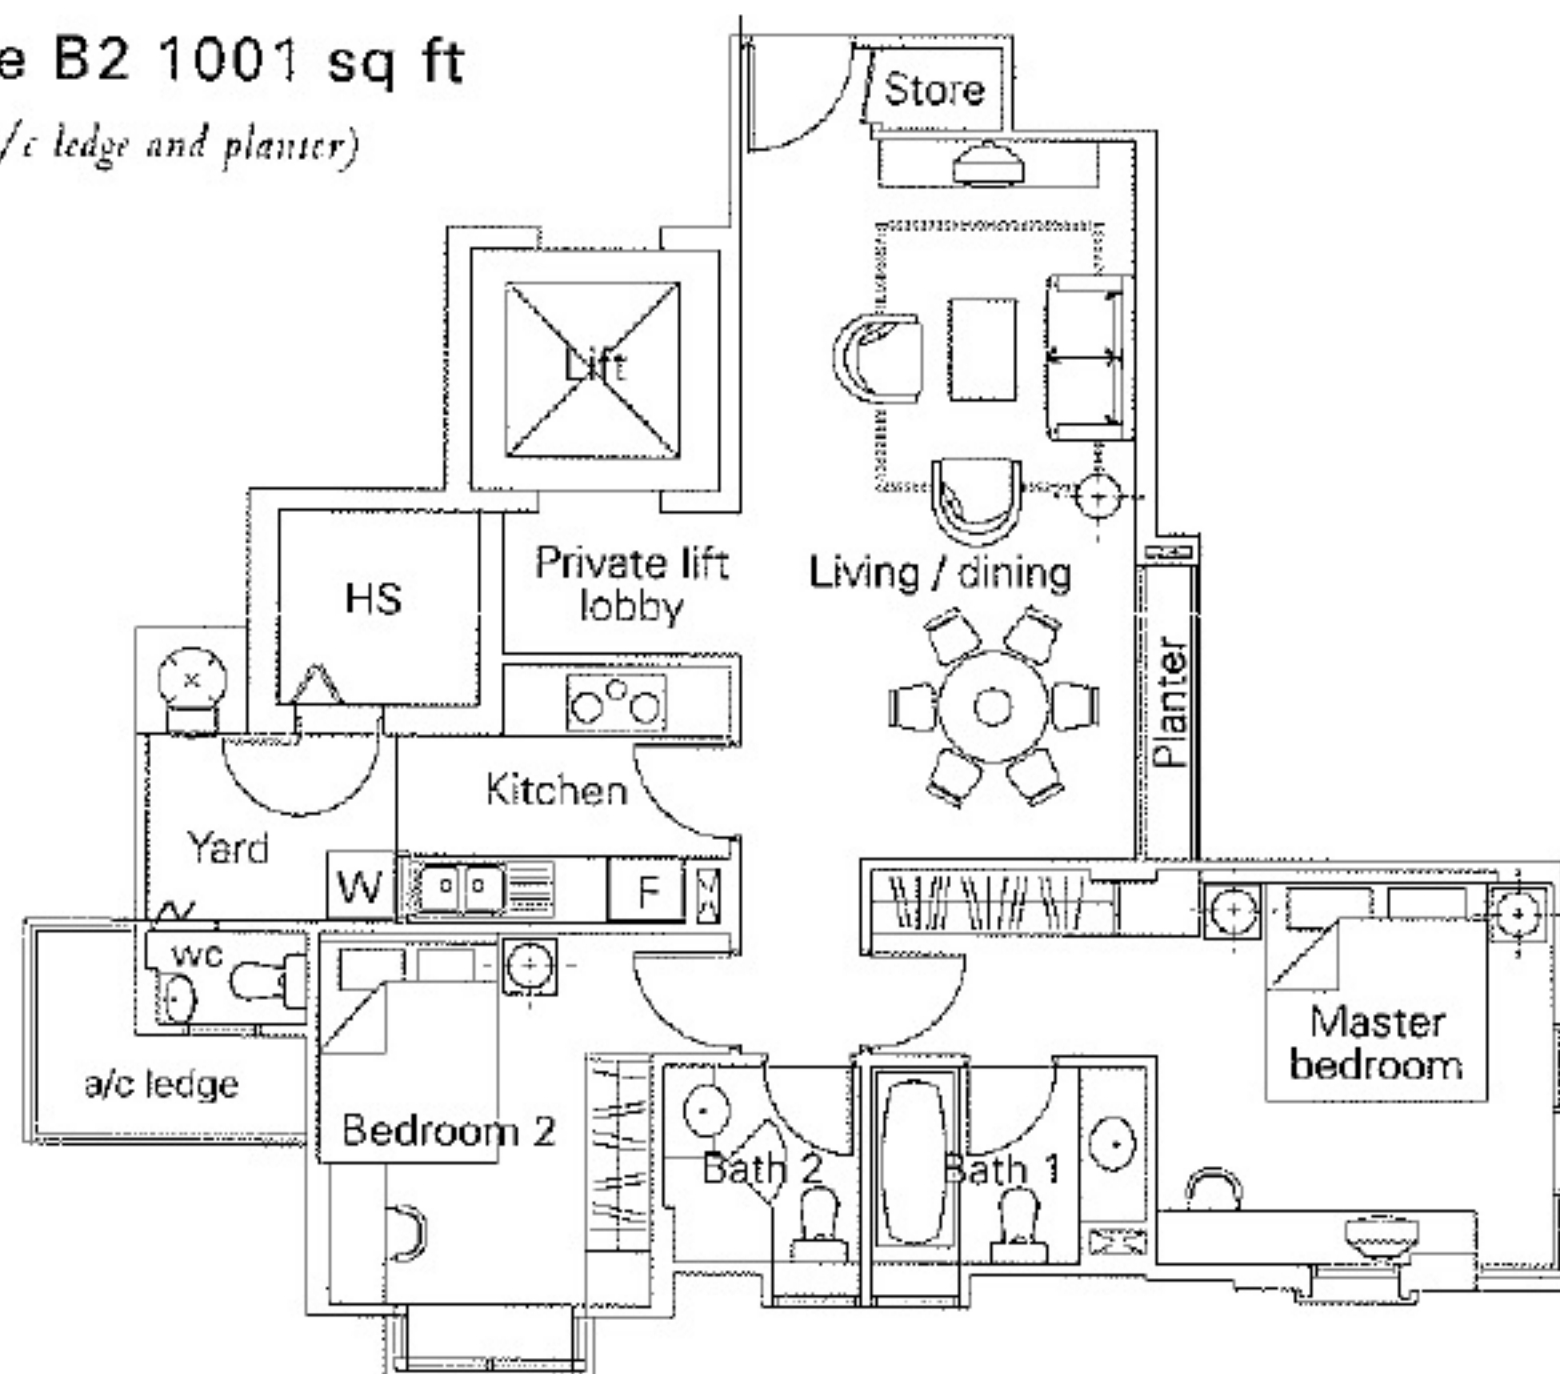 e B2 1001 sq ft
/c ledge and planter)
Store
Lift
Private lift
lobby
Living / dining
HS
Planter
Kitchen
Yard
W
F
wc
Master
bedroom
a/c ledge
Bedroom 2
Bath 2
Bath 1